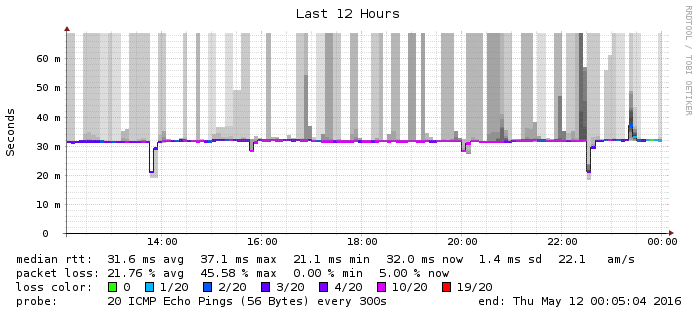 Last 12 Hours
RRDTOOL / TOBI OETIKER
Seconds
60 m
50 m
40 m
30 m
20 m
10 m
0
14:00 16:00 18:00 20:00 22:00 00:00
median rtt: 31.6 ms avg 37.1 ms max 21.1 ms min 32.0 ms now 1.4 ms sd 22.1 am/s
packet loss: 21.76 % avg 45.58 % max 0.00 % min 5.00 % now
loss color: 0 1/20 2/20 3/20 4/20 10/20 19/20
probe: 20 ICMP Echo Pings (56 Bytes) every 300s end: Thu May 12 00:05:04 2016